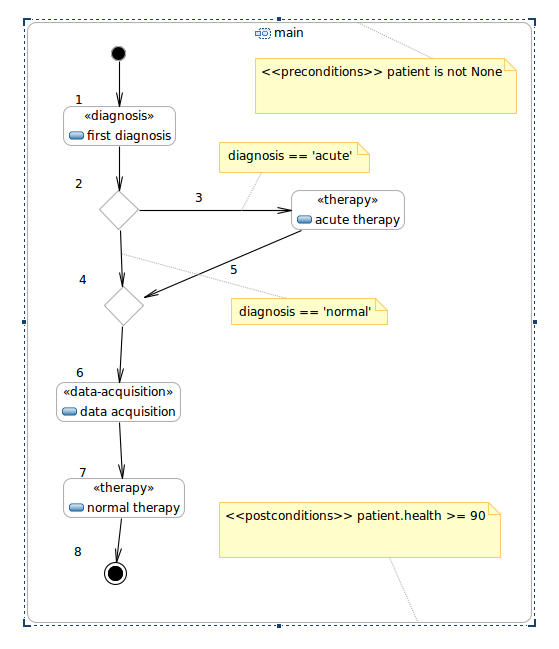 main
<<preconditions>> patient is not None
1
«diagnosis»
first diagnosis
diagnosis == 'acute'
2
3
«therapy»
acute therapy
4
5
diagnosis == 'normal'
6
«data-acquisition»
data acquisition
7
«therapy»
normal therapy
<<postconditions>> patient.health >= 90
8